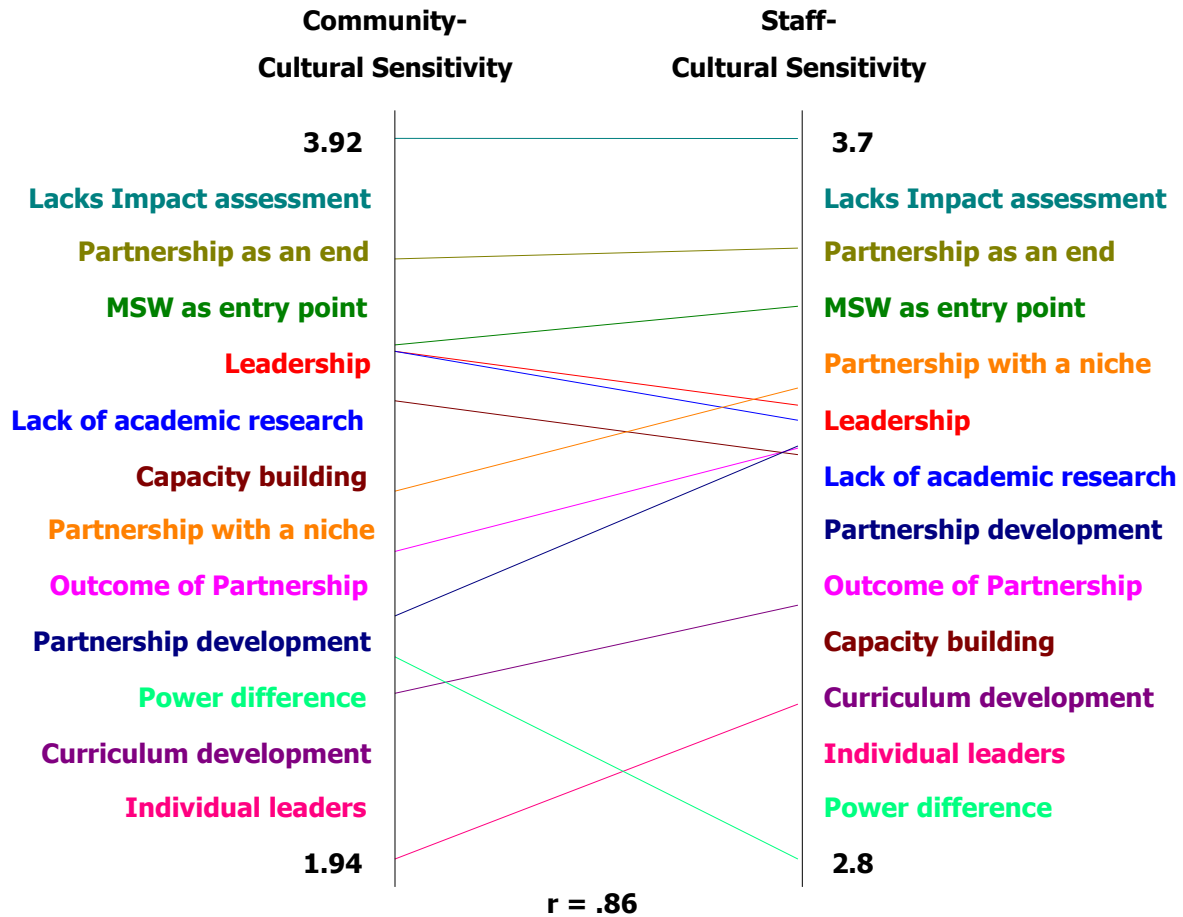 Community-
Cultural Sensitivity
Staff-
Cultural Sensitivity
3.92
Lacks Impact assessment
Partnership as an end
MSW as entry point
Leadership
Lack of academic research
Capacity building
Partnership with a niche
Outcome of Partnership
Partnership development
Power difference
Curriculum development
Individual leaders
1.94
3.7
Lacks Impact assessment
Partnership as an end
MSW as entry point
Partnership with a niche
Leadership
Lack of academic research
Partnership development
Outcome of Partnership
Capacity building
Curriculum development
Individual leaders
Power difference
2.8
r = .86